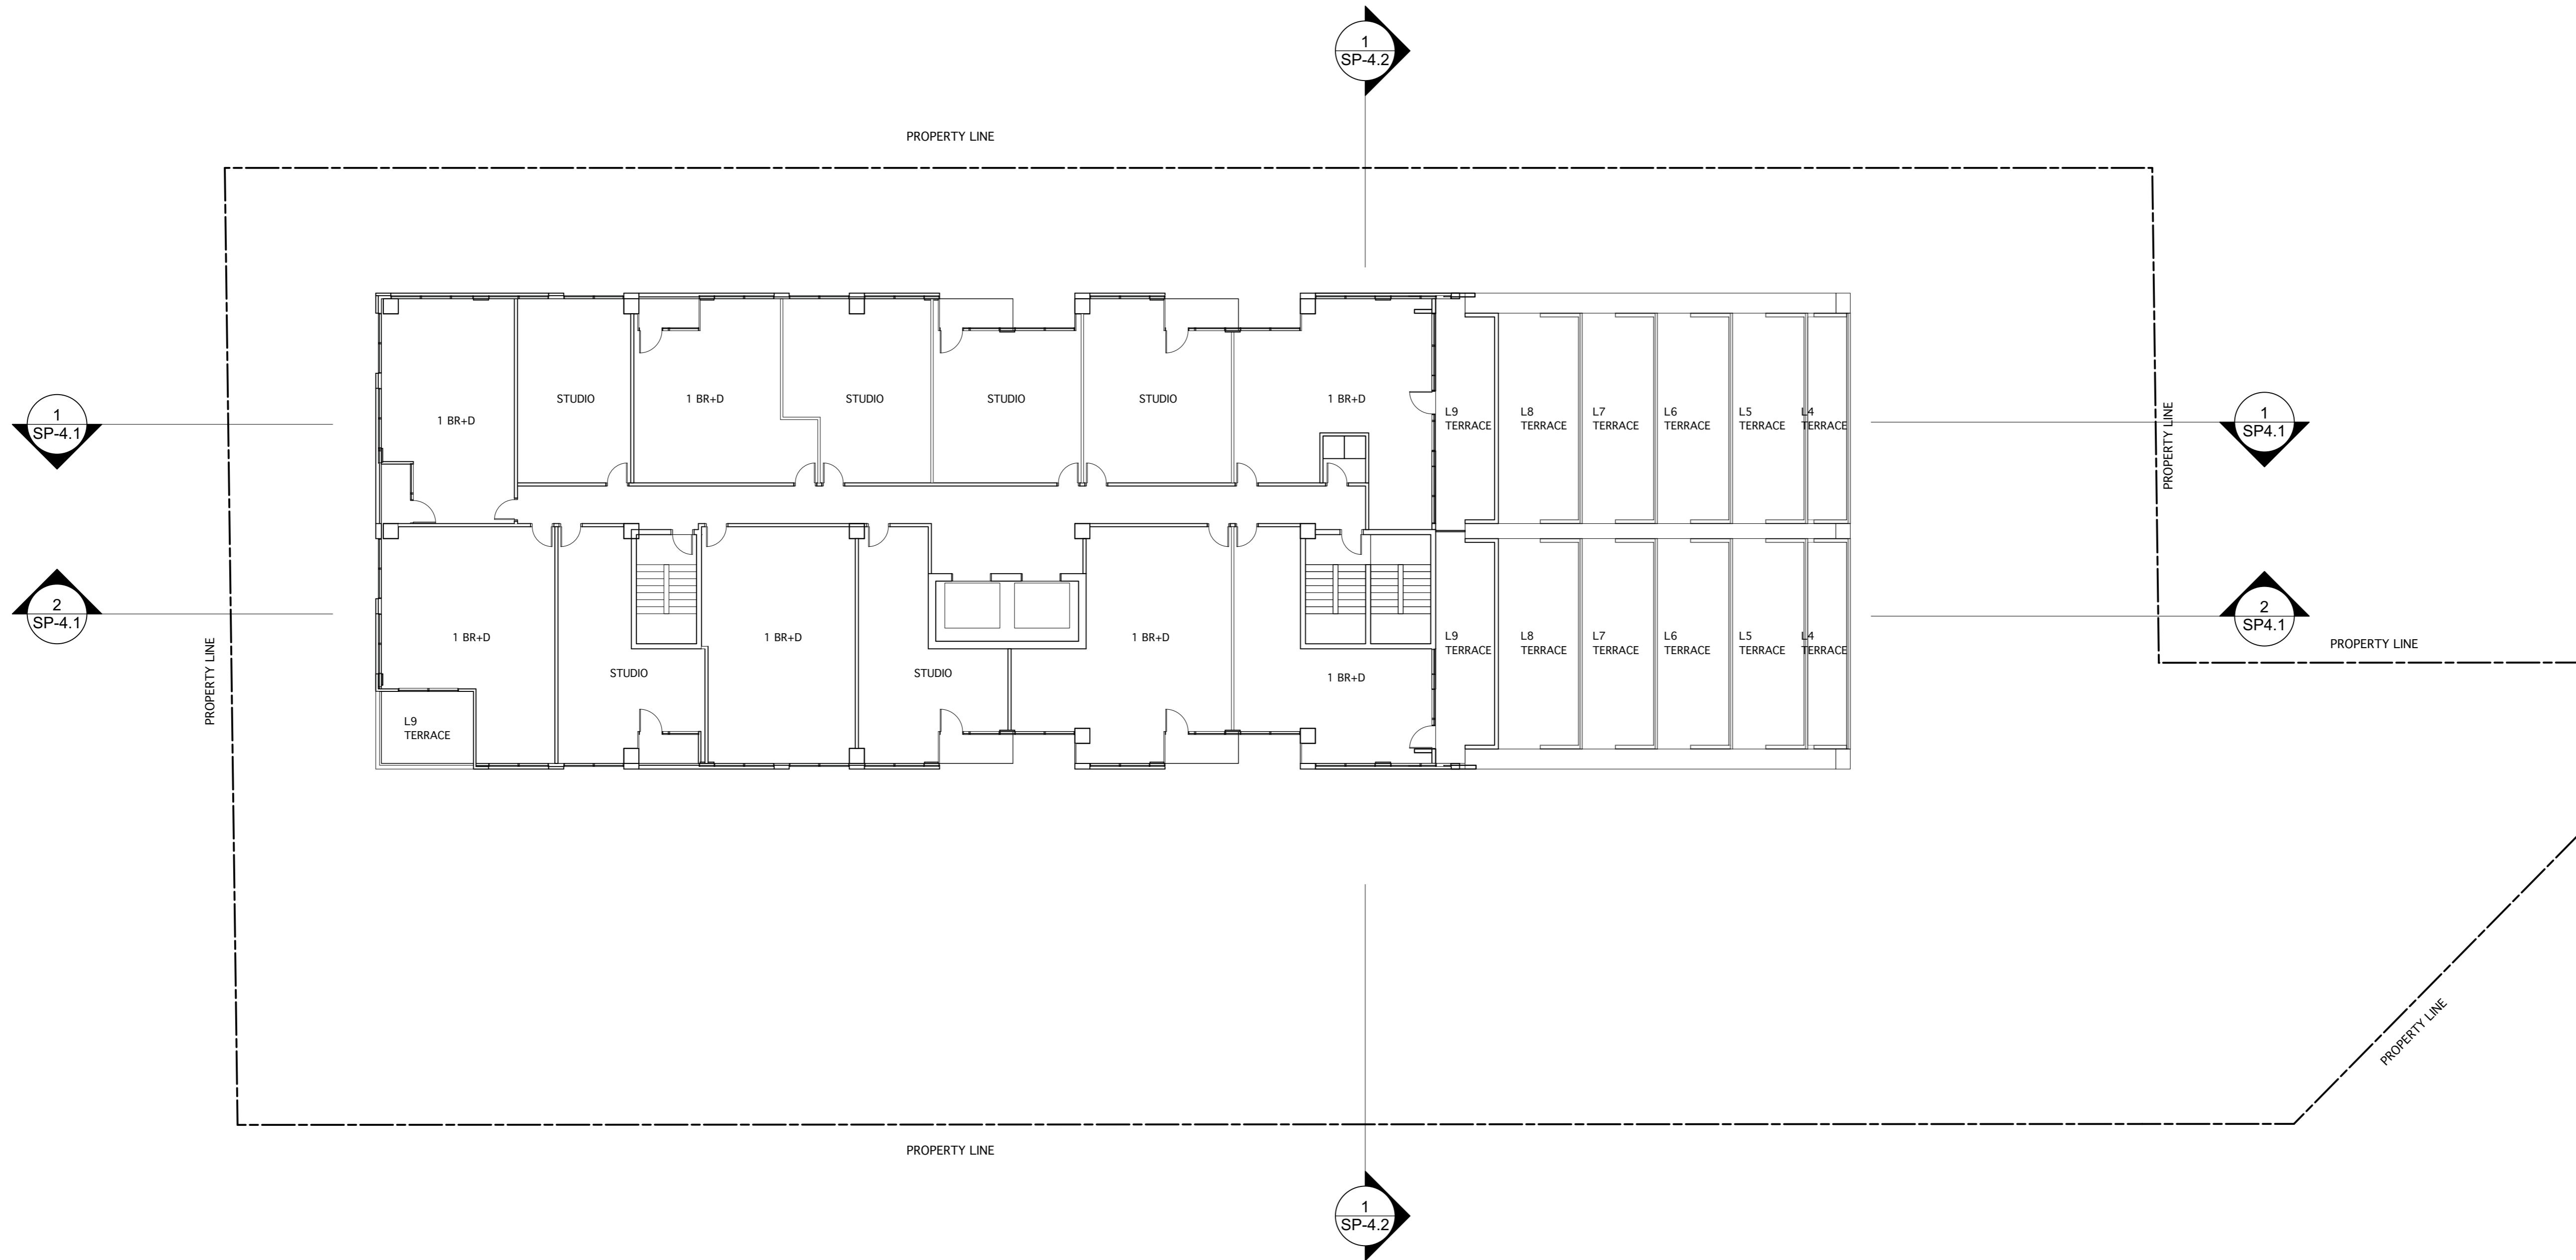 1
SP-4.2
PROPERTY LINE
1
SP-4.1
1 BR+D
STUDIO
1 BR+D
STUDIO
STUDIO
STUDIO
1 BR+D
L9
TERRACE
L8
TERRACE
L7
TERRACE
L6
TERRACE
L5
TERRACE
L4
TERRACE
PROPERTY LINE
1
SP4.1
2
SP-4.1
PROPERTY LINE
1 BR+D
STUDIO
1 BR+D
STUDIO
1 BR+D
1 BR+D
L9
TERRACE
L8
TERRACE
L7
TERRACE
L6
TERRACE
L5
TERRACE
L4
TERRACE
2
SP4.1
PROPERTY LINE
L9
TERRACE
PROPERTY LINE
PROPERTY LINE
1
SP-4.2